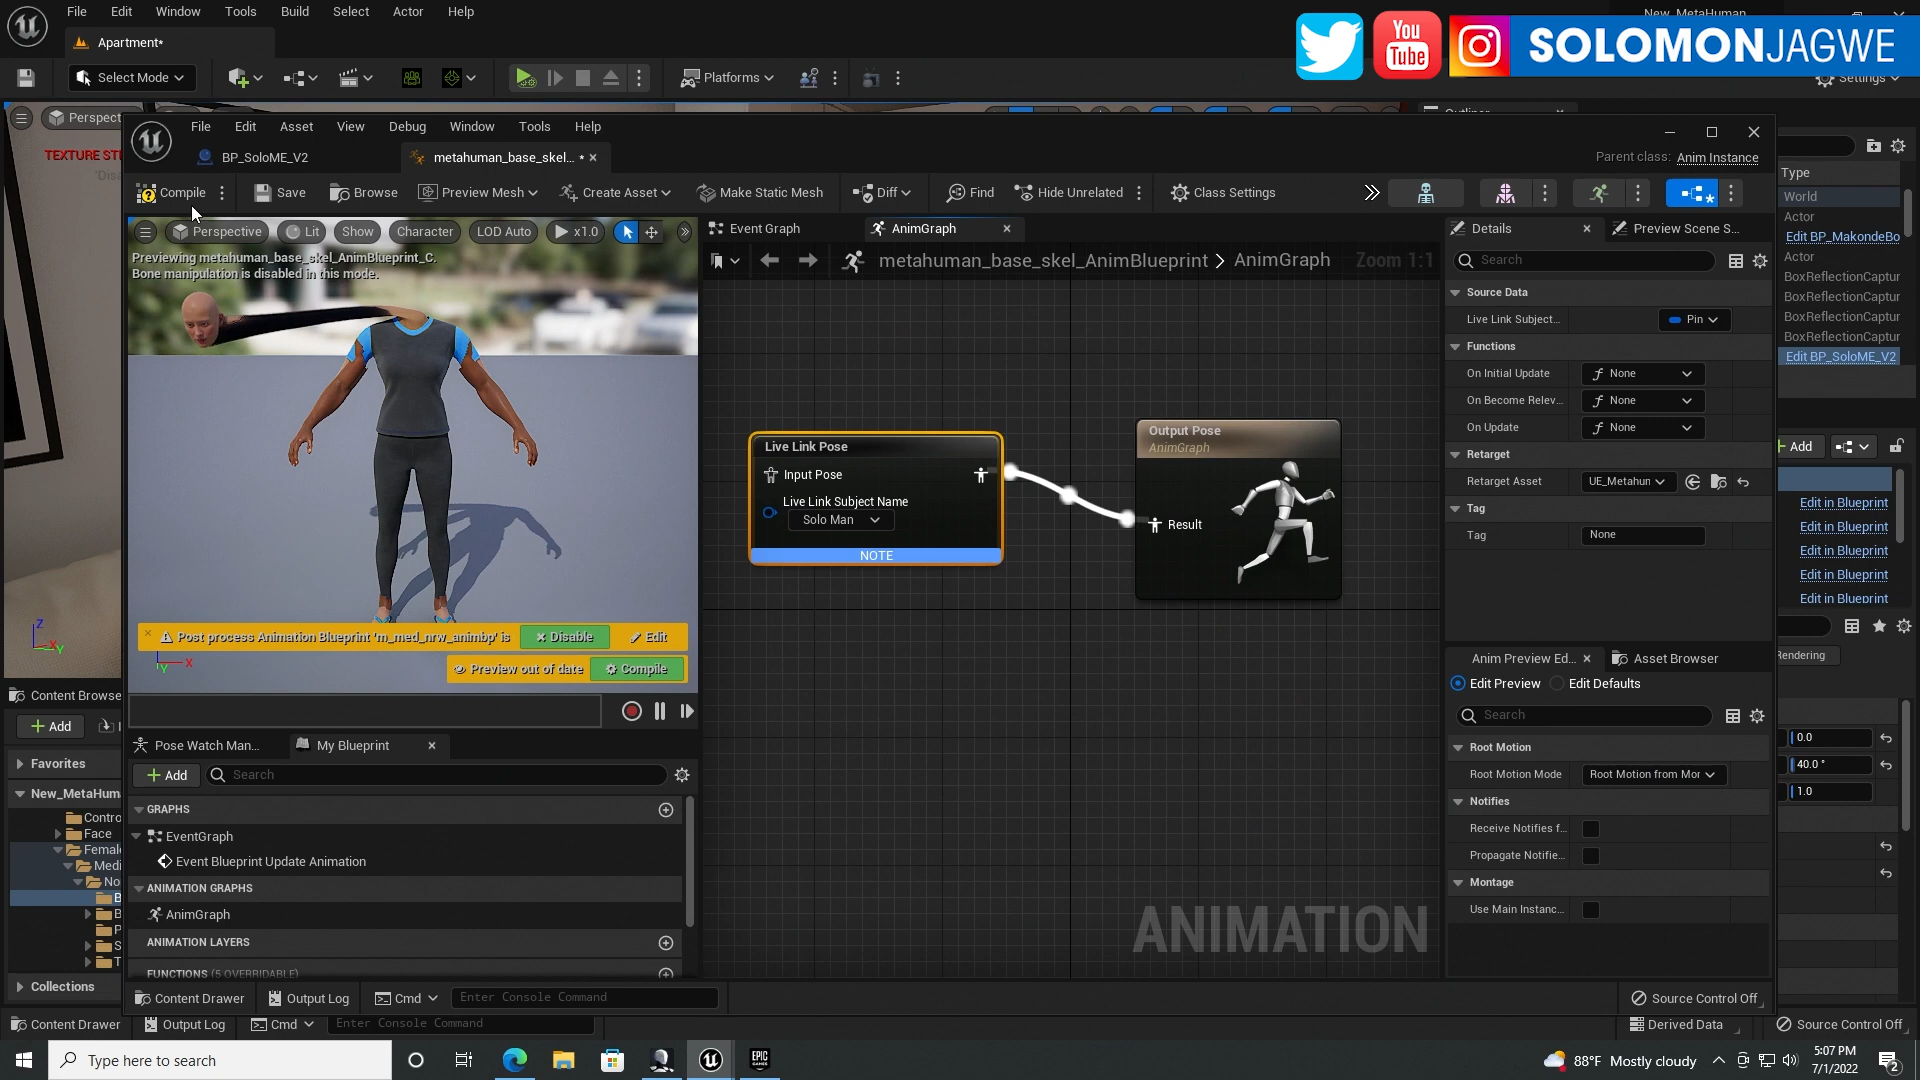 File Edit Window Tools Build Select Actor Help
New_MetaHuman
Apartment*
Select Mode
Platforms
Settings
You
Tube
SOLOMONJAGWE
Perspect
TEXTURE STR
Outliner
File Edit Asset View Debug Window Tools Help
BP_SoloME_V2
metahuman_base_skel... *
Parent class: Anim Instance
Compile
Save
Browse
Preview Mesh
Create Asset
Make Static Mesh
Diff
Find
Hide Unrelated
Class Settings
Perspective
Lit
Show
Character
LOD Auto
x1.0
Previewing metahuman_base_skel_AnimBlueprint_C.
Bone manipulation is disabled in this mode.
Post process Animation Blueprint 'm_med_nrw_animbp' is
Disable
Edit
Preview out of date
Compile
Event Graph
AnimGraph
metahuman_base_skel_AnimBlueprint > AnimGraph
Zoom 1:1
Live Link Pose
Input Pose
Live Link Subject Name
Solo Man
NOTE
Output Pose
AnimGraph
Result
ANIMATION
Details
Preview Scene S...
Search
Source Data
Live Link Subject...
Pin
Functions
On Initial Update
None
On Become Relev...
None
On Update
None
Retarget
Retarget Asset
UE_Metahun
Tag
Tag
None
Anim Preview Ed...
Asset Browser
Edit Preview
Edit Defaults
Search
Root Motion
Root Motion Mode
Root Motion from Mor
Notifies
Receive Notifies f...
Propagate Notifie...
Montage
Use Main Instanc...
Type
World
Actor
Edit BP_MakondeBo
Actor
BoxReflectionCaptur
BoxReflectionCaptur
BoxReflectionCaptur
BoxReflectionCaptur
Edit BP_SoloME_V2
Add
Edit in Blueprint
Edit in Blueprint
Edit in Blueprint
Edit in Blueprint
Edit in Blueprint
Rendering
0.0
40.0 °
1.0
Pose Watch Man...
My Blueprint
Add
Search
GRAPHS
EventGraph
Event Blueprint Update Animation
ANIMATION GRAPHS
AnimGraph
ANIMATION LAYERS
FUNCTIONS (5 OVERRIDABLE)
Content Browse
Add
Favorites
New_MetaHum
Contro
Face
Female
Medi
No
B
B
P
S
T
Collections
Content Drawer
Output Log
Cmd
Enter Console Command
Source Control Off
Content Drawer
Output Log
Cmd
Enter Console Command
Derived Data
Source Control Off
Type here to search
EPIC
GAMES
88°F Mostly cloudy
5:07 PM
7/1/2022
2